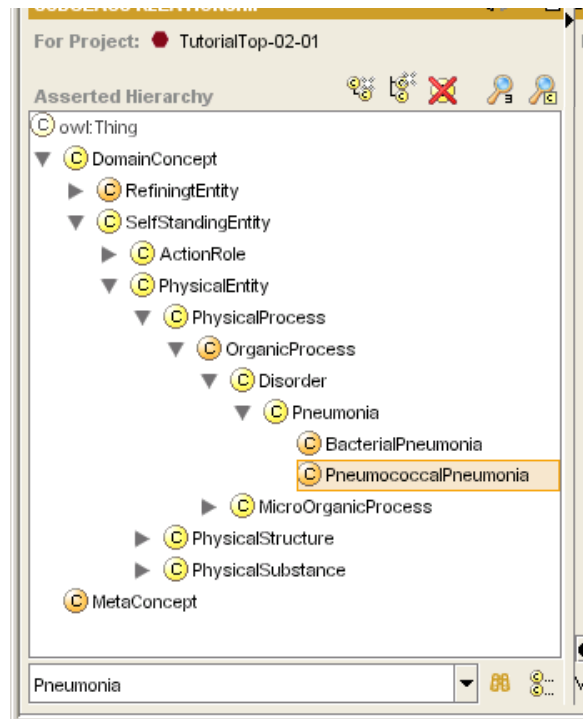 For Project: TutorialTop-02-01
Asserted Hierarchy
owl:Thing
DomainConcept
RefiningtEntity
SelfStandingEntity
ActionRole
PhysicalEntity
PhysicalProcess
OrganicProcess
Disorder
Pneumonia
BacterialPneumonia
PneumococcalPneumonia
MicroOrganicProcess
PhysicalStructure
PhysicalSubstance
MetaConcept
Pneumonia